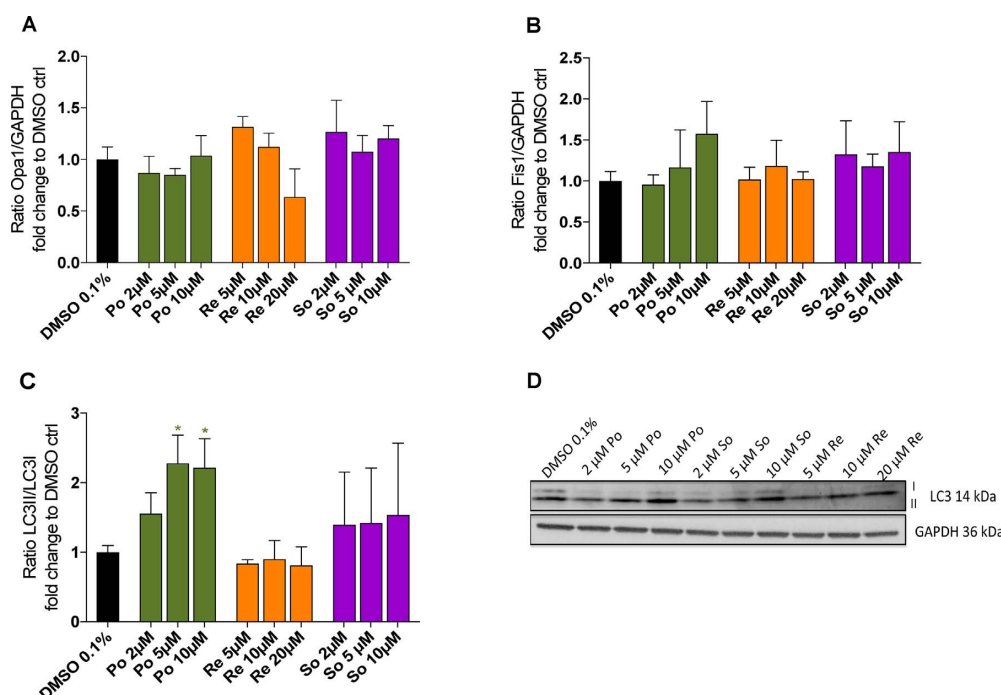 A
Ratio Opa1/GAPDH
fold change to DMSO ctrl
2.0
1.5
1.0
0.5
0.0
DMSO 0.1%
Po 2µM
Po 5µM
Po 10µM
Re 5µM
Re 10µM
Re 20µM
So 2µM
So 5 µM
So 10µM
B
Ratio Fis1/GAPDH
fold change to DMSO ctrl
2.5
2.0
1.5
1.0
0.5
0.0
DMSO 0.1%
Po 2µM
Po 5µM
Po 10µM
Re 5µM
Re 10µM
Re 20µM
So 2µM
So 5 µM
So 10µM
C
Ratio LC3III/LC3I
fold change to DMSO ctrl
3
2
1
0
*
*
DMSO 0.1%
Po 2µM
Po 5µM
Po 10µM
Re 5µM
Re 10µM
Re 20µM
So 2µM
So 5 µM
So 10µM
D
DMSO 0.1%
2 µM Po
5 µM Po
10 µM Po
2 µM So
5 µM So
10 µM So
5 µM Re
10 µM Re
20 µM Re
I
II
LC3 14 kDa
GAPDH 36 kDa